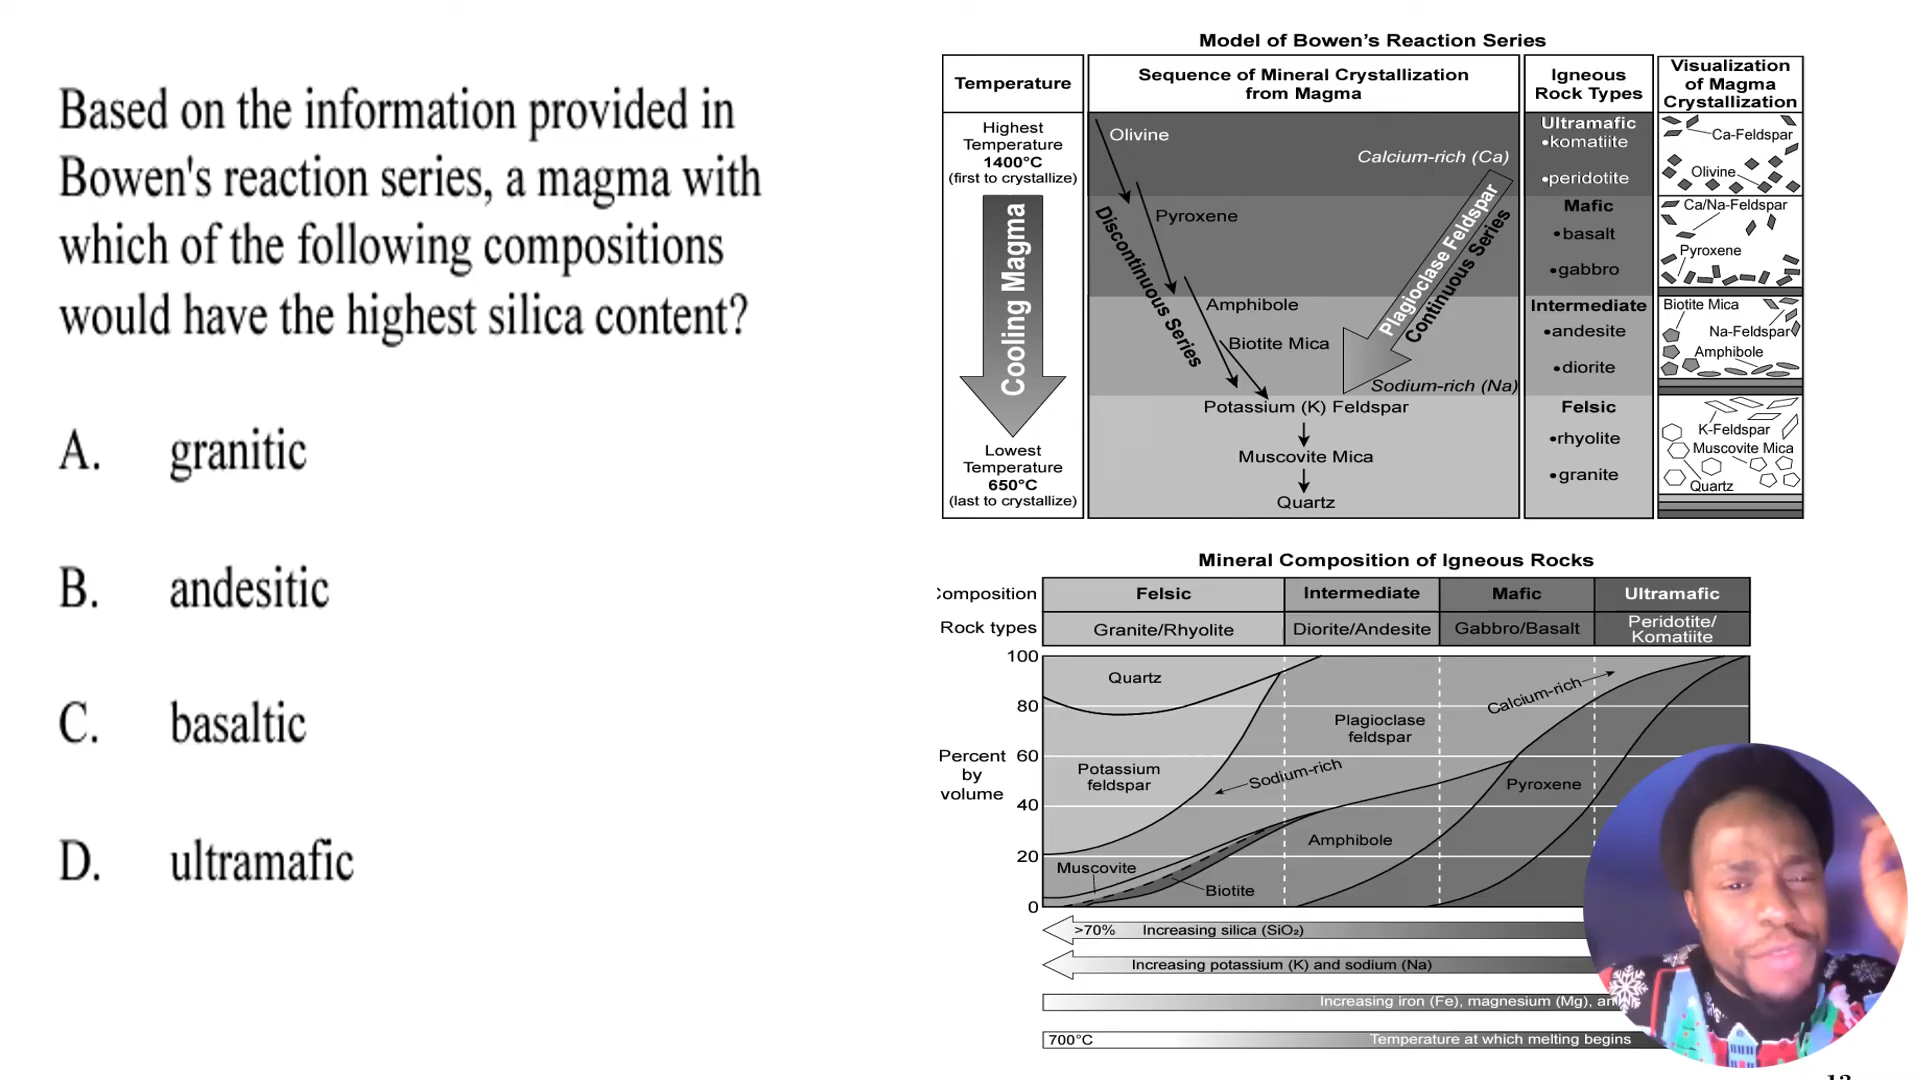 Based on the information provided in
Bowen's reaction series, a magma with
which of the following compositions
would have the highest silica content?
A. granitic
B. andesitic
C. basaltic
D. ultramafic
Model of Bowen's Reaction Series
Temperature
Highest
Temperature
1400°C
(first to crystallize)
Cooling Magma
Lowest
Temperature
650°C
(last to crystallize)
Sequence of Mineral Crystallization
from Magma
Olivine
Calcium-rich (Ca)
Pyroxene
Discontinuous Series
Plagioclase Feldspar
Continuous Series
Amphibole
Biotite Mica
Sodium-rich (Na)
Potassium (K) Feldspar
Muscovite Mica
Quartz
Igneous
Rock Types
Ultramafic
•komatiite
•peridotite
Mafic
•basalt
•gabbro
Intermediate
•andesite
•diorite
Felsic
•rhyolite
•granite
Visualization
of Magma
Crystallization
Ca-Feldspar
Olivine
Ca/Na-Feldspar
Pyroxene
Biotite Mica
Na-Feldspar
Amphibole
K-Feldspar
Muscovite Mica
Quartz
Mineral Composition of Igneous Rocks
Composition Felsic Intermediate Mafic Ultramafic
Rock types Granite/Rhyolite Diorite/Andesite Gabbro/Basalt Peridotite/
Komatiite
100
80
60
40
20
0
Percent
by
volume
Quartz
Calcium-rich
Plagioclase
feldspar
Potassium
feldspar
Sodium-rich
Pyroxene
Amphibole
Muscovite
Biotite
>70% Increasing silica (SiO₂)
Increasing potassium (K) and sodium (Na)
Increasing iron (Fe), magnesium (Mg), an
700°C Temperature at which melting begins